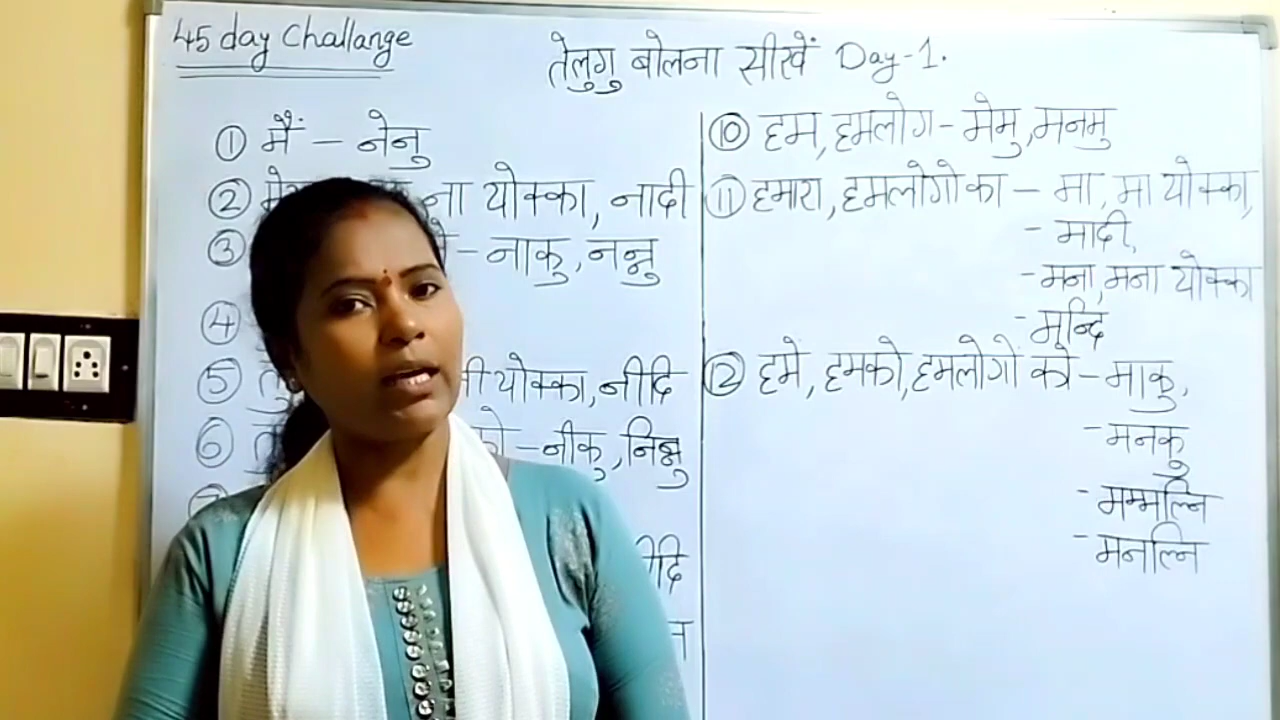 45 day Challange
तेलुगु बोलना सीखें Day-1.
① मैं – नेनु
② ना योक्का, नादी
③ – नाकु, नन्नु
④
⑤ योक्का, नीदि
⑥ – नीकु, निन्नु
⑩ हम, हमलोग – मेमु, मनमु
⑪ हमारा, हमलोगो का – मा, मा योक्का,
- मादी,
- मना, मना योक्का
- मन्दि
⑫ हमे, हमको, हमलोगों को – माकु,
- मनकु
- मम्मल्नि
- मनल्नि